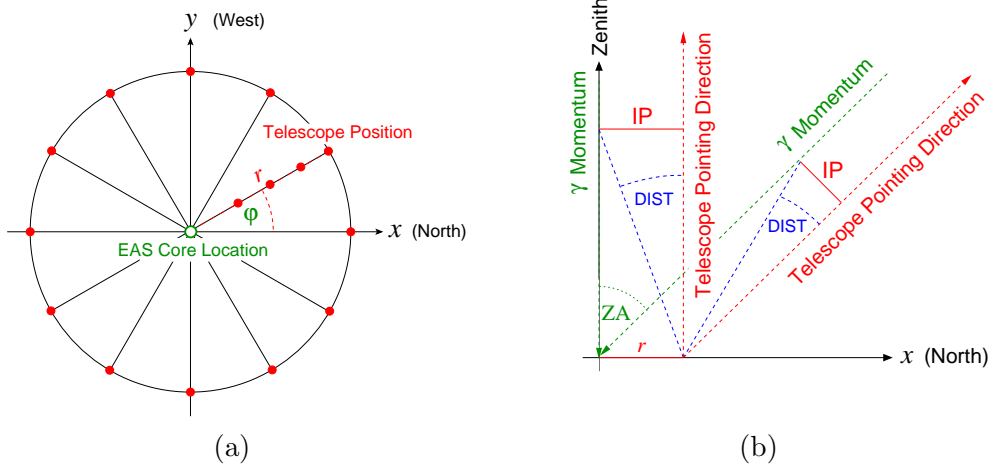 y (West)
Telescope Position
r
φ
x (North)
EAS Core Location
(a)
Zenith
γ Momentum
IP
DIST
Telescope Pointing Direction
γ Momentum
IP
DIST
Telescope Pointing Direction
ZA
r
x (North)
(b)